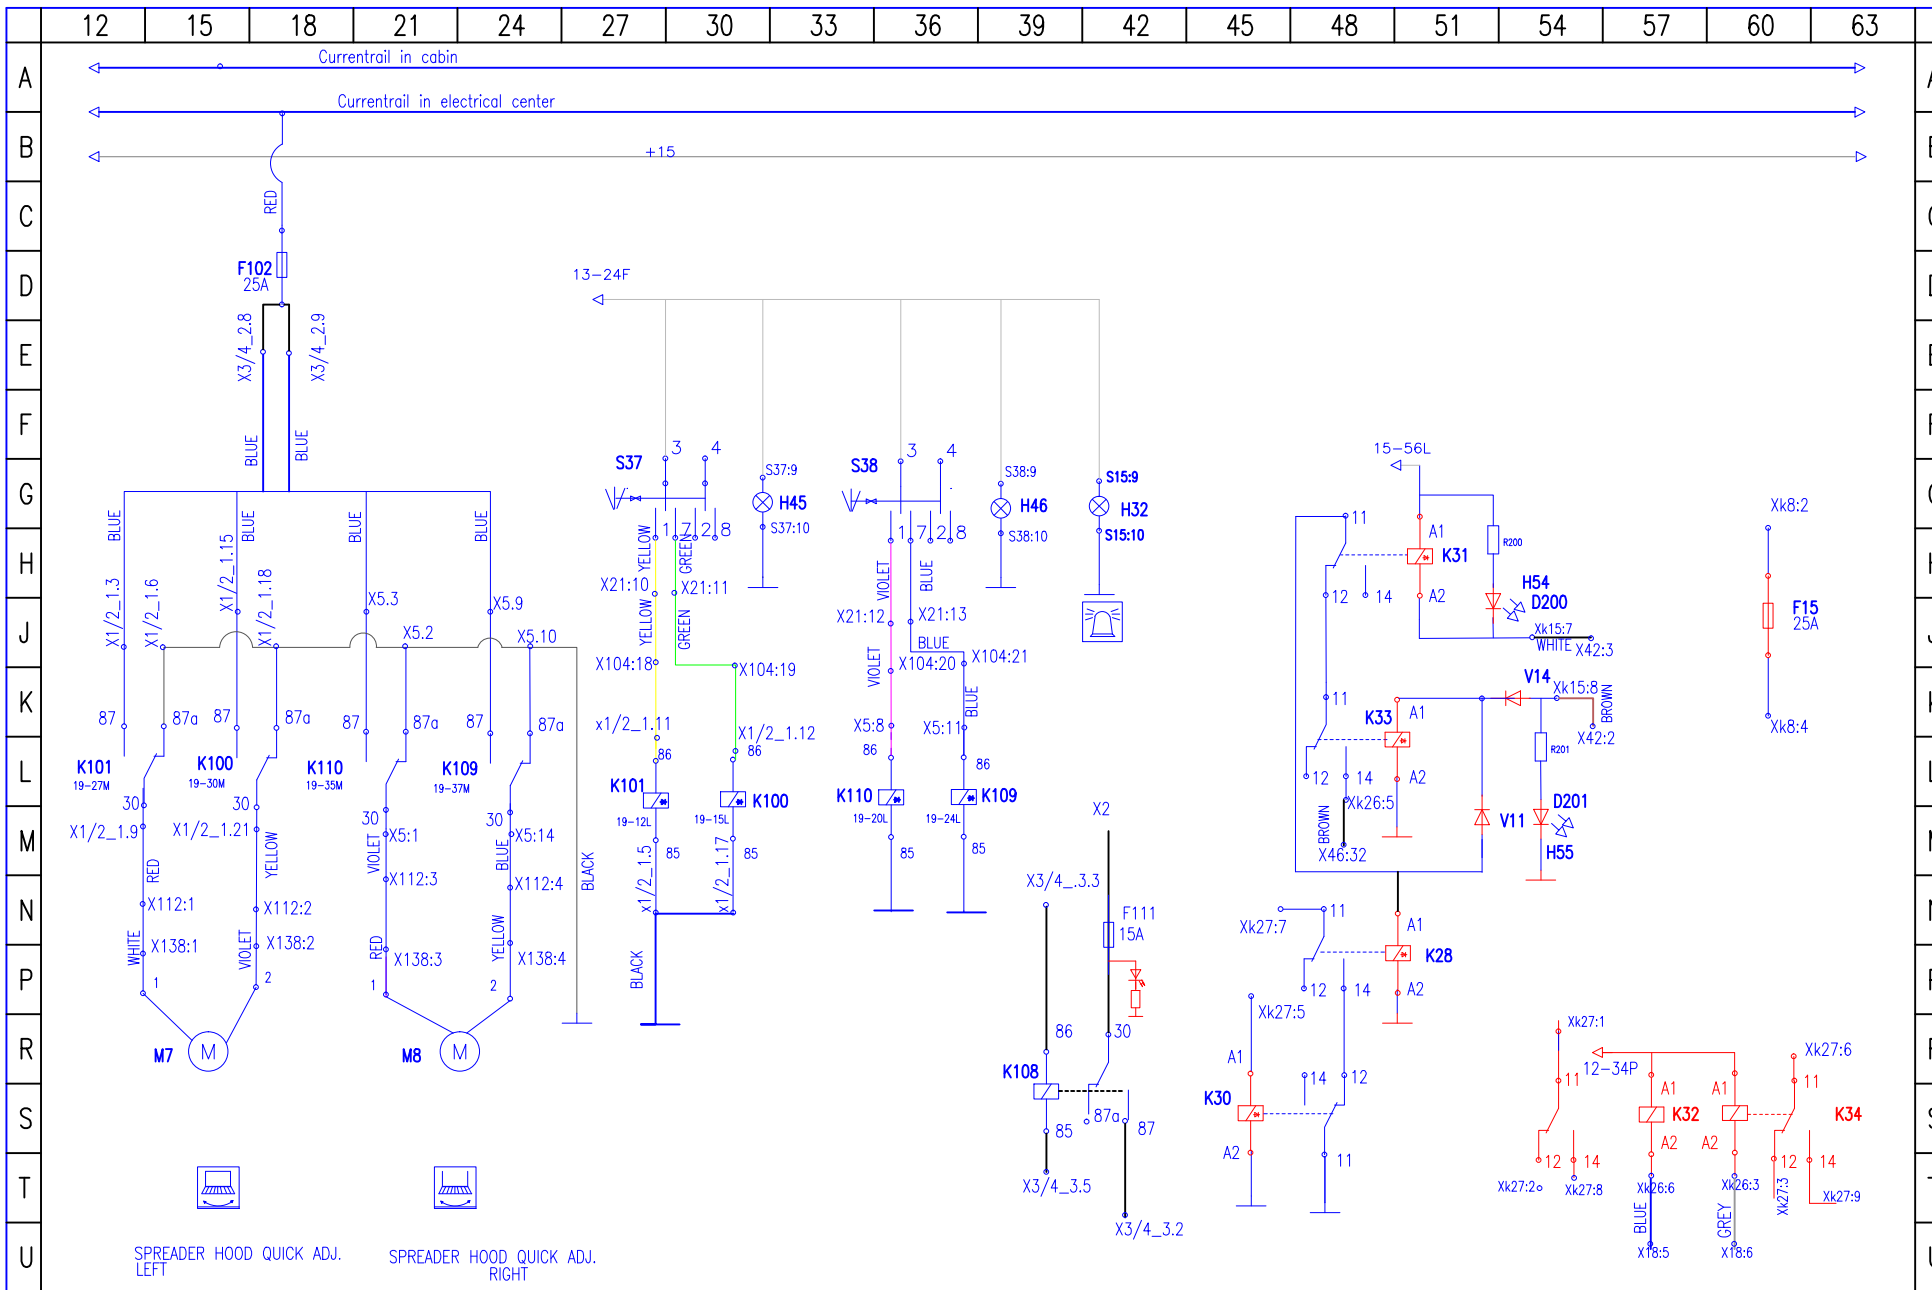 12 15 18 21 24 27 30 33 36 39 42 45 48 51 54 57 60 63
A Currentrail in cabin
Currentrail in electrical center
B +15
RED
C
F102
25A
D 13-24F
X3/4_2.8 X3/4_2.9
E
F
BLUE BLUE
15-56L
S37 3 4 S37:9 H45 S37:10
S38 3 4 S38:9 H46 S38:10
S15:9 H32 S15:10
G
1 7 2 8
1 7 2 8
BLUE BLUE BLUE BLUE
YELLOW GREEN VIOLET BLUE
11 A1 K31 A2 12 14
R200
H54
D200
Xk8:2
H
X1/2_1.3 X1/2_1.6 X1/2_1.15 X1/2_1.18
X5.3 X5.9 X5.2 X5.10
X21:10 X21:11 X21:12 X21:13
J
YELLOW GREEN VIOLET BLUE BLUE
X104:18 X104:19 X104:20 X104:21
Xk15:7
WHITE X42:3
F15
25A
V14 Xk15:8 BROWN
X42:2
K
87 87a 87 87a 87 87a 87 87a
x1/2_1.11 X1/2_1.12 X5:8 X5:11
86 86 86 86
11 K33 A1 A2 12 14
R201
Xk8:4
L
K101
19-27M
K100
19-30M
K110
19-35M
K109
19-37M
K101
19-12L
K100
19-15L
K110
19-20L
K109
19-24L
30 30 30 30
X1/2_1.9 X1/2_1.21 X5:1 X5:14
X2
Xk26:5
BROWN
X46:32
V11
D201
H55
M
RED YELLOW VIOLET BLUE BLACK
85 85 85 85
x1/2_1.5 x1/2_1.17
X112:1 X112:2 X112:3 X112:4
X3/4_.3.3
F111
15A
N
WHITE VIOLET RED YELLOW
X138:1 X138:2 X138:3 X138:4
BLACK
Xk27:7 11 A1 K28 A2 12 14
P
1 2 1 2
Xk27:5
M7 M M8 M
R
86 30
K108
85 87a 87
A1 K30 A2 14 12 11
Xk27:1
12-34P
Xk27:6
11 A1 K32 A2 A1 A2 11 K34
S
12 14 12 14
X3/4_3.5
X3/4_3.2
T
Xk27:2 Xk27:8 Xk26:6 Xk26:3 Xk27:3 Xk27:9
BLUE GREY
X18:5 X18:6
U
SPREADER HOOD QUICK ADJ.
LEFT
SPREADER HOOD QUICK ADJ.
RIGHT